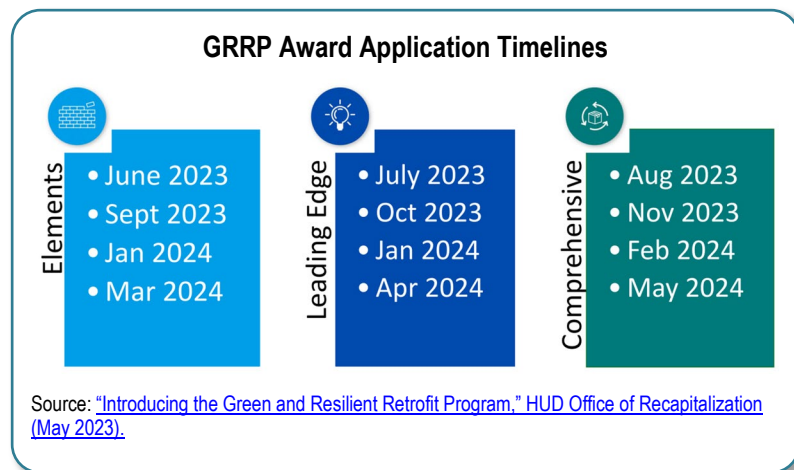 GRRP Award Application Timelines
Elements
• June 2023
• Sept 2023
• Jan 2024
• Mar 2024
Leading Edge
• July 2023
• Oct 2023
• Jan 2024
• Apr 2024
Comprehensive
• Aug 2023
• Nov 2023
• Feb 2024
• May 2024
Source: “Introducing the Green and Resilient Retrofit Program,” HUD Office of Recapitalization
(May 2023).